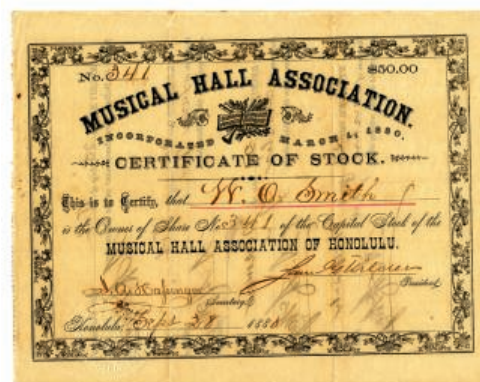 No. 341 $50.00
MUSICAL HALL ASSOCIATION.
INCORPORATED MARCH 1, 1880.
CERTIFICATE OF STOCK.
This is to Certify, that W. O. Smith
is the Owner of Share No. 341 of the Capital Stock of the
MUSICAL HALL ASSOCIATION OF HONOLULU.
Secretary. President.
Honolulu, Sept 28 188